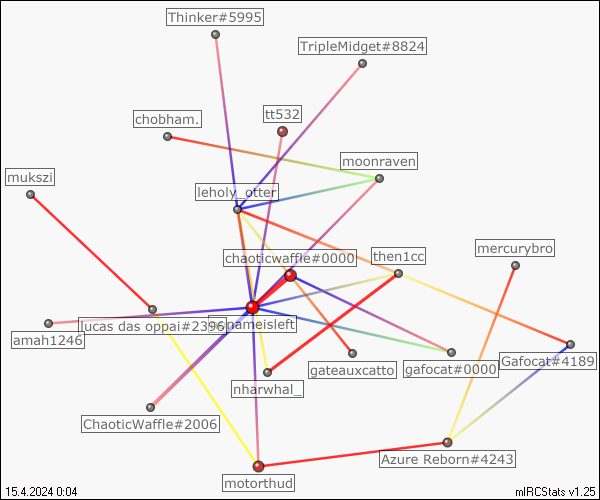 Thinker#5995
TripleMidget#8824
tt532
chobham.
moonraven
mukszi
leholy_otter
mercurybro
chaoticwaffle#0000
then1cc
lucas das oppai#2396
nameisleft
amah1246
gateauxcatto
gafocat#0000
Gafocat#4189
nharwhal_
ChaoticWaffle#2006
Azure Reborn#4243
motorthud
15.4.2024 0:04
mIRCStats v1.25